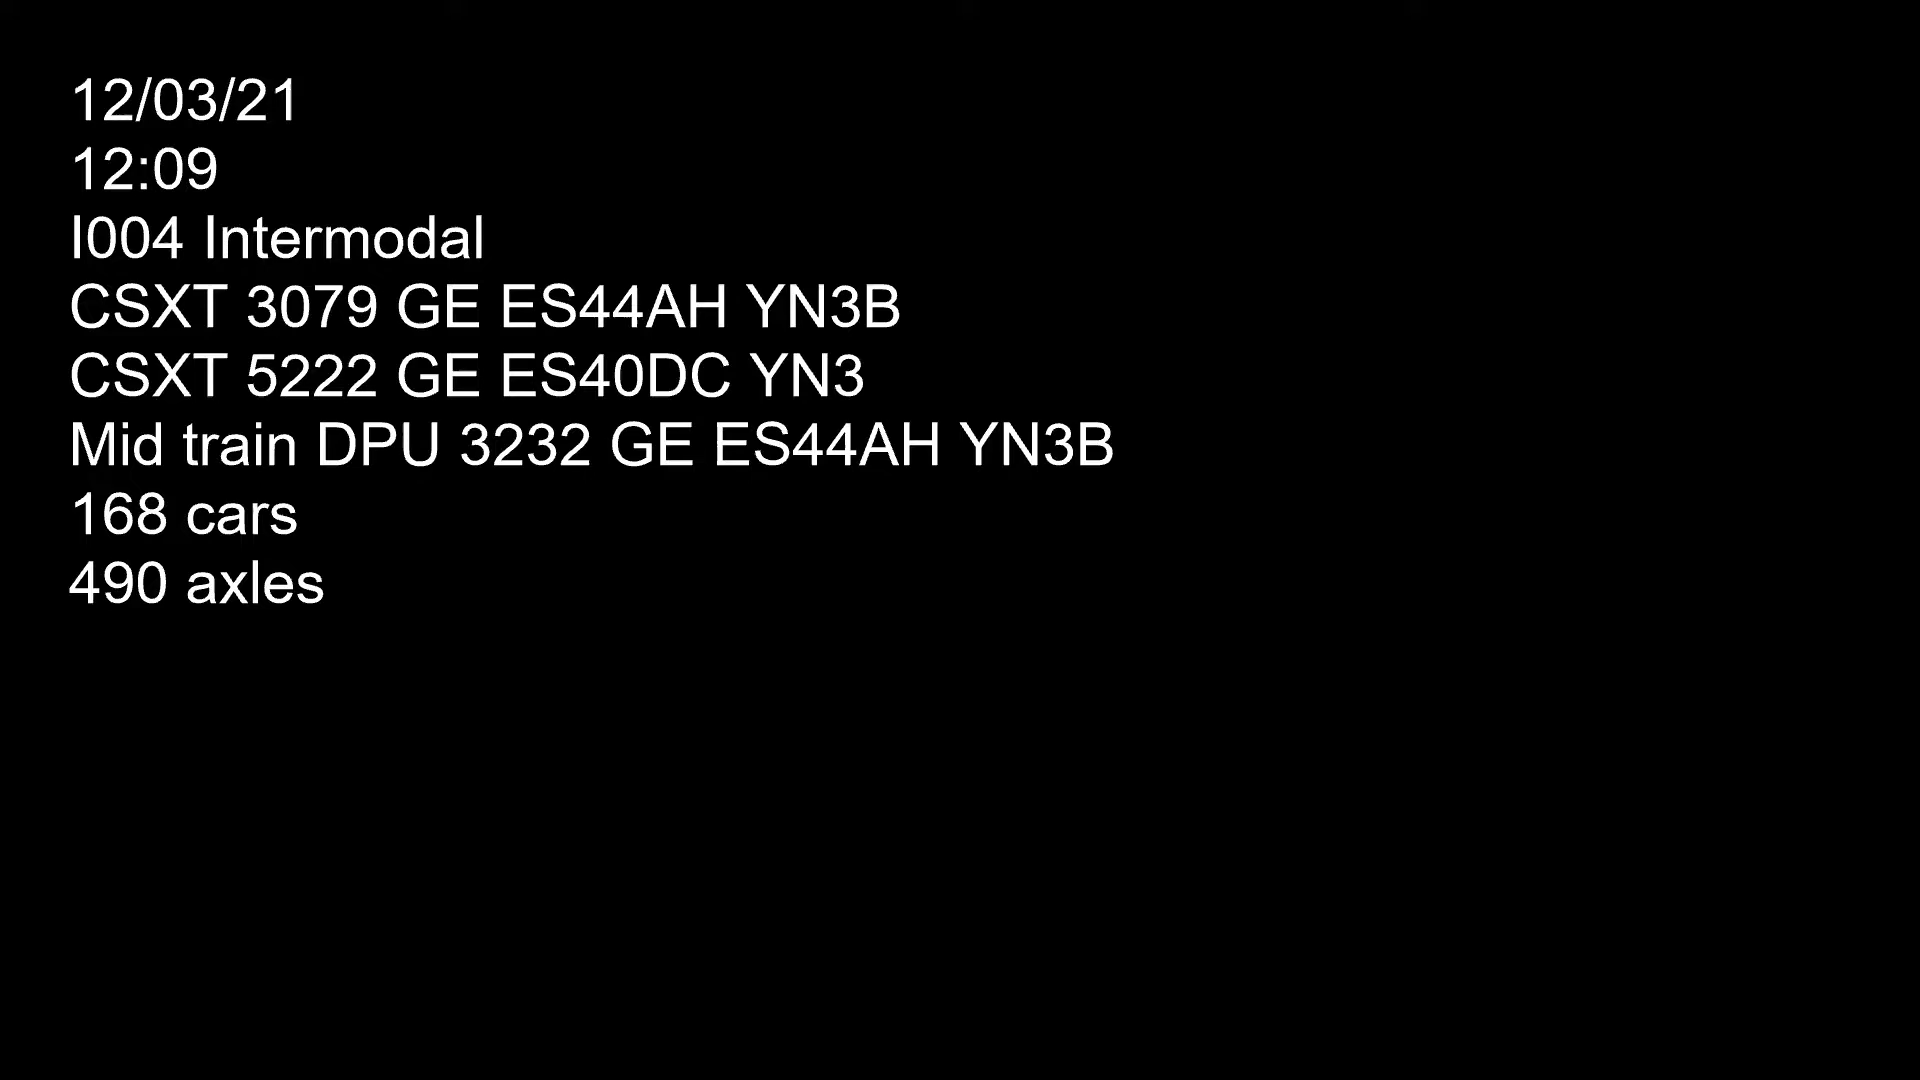 12/03/21
12:09
I004 Intermodal
CSXT 3079 GE ES44AH YN3B
CSXT 5222 GE ES40DC YN3
Mid train DPU 3232 GE ES44AH YN3B
168 cars
490 axles